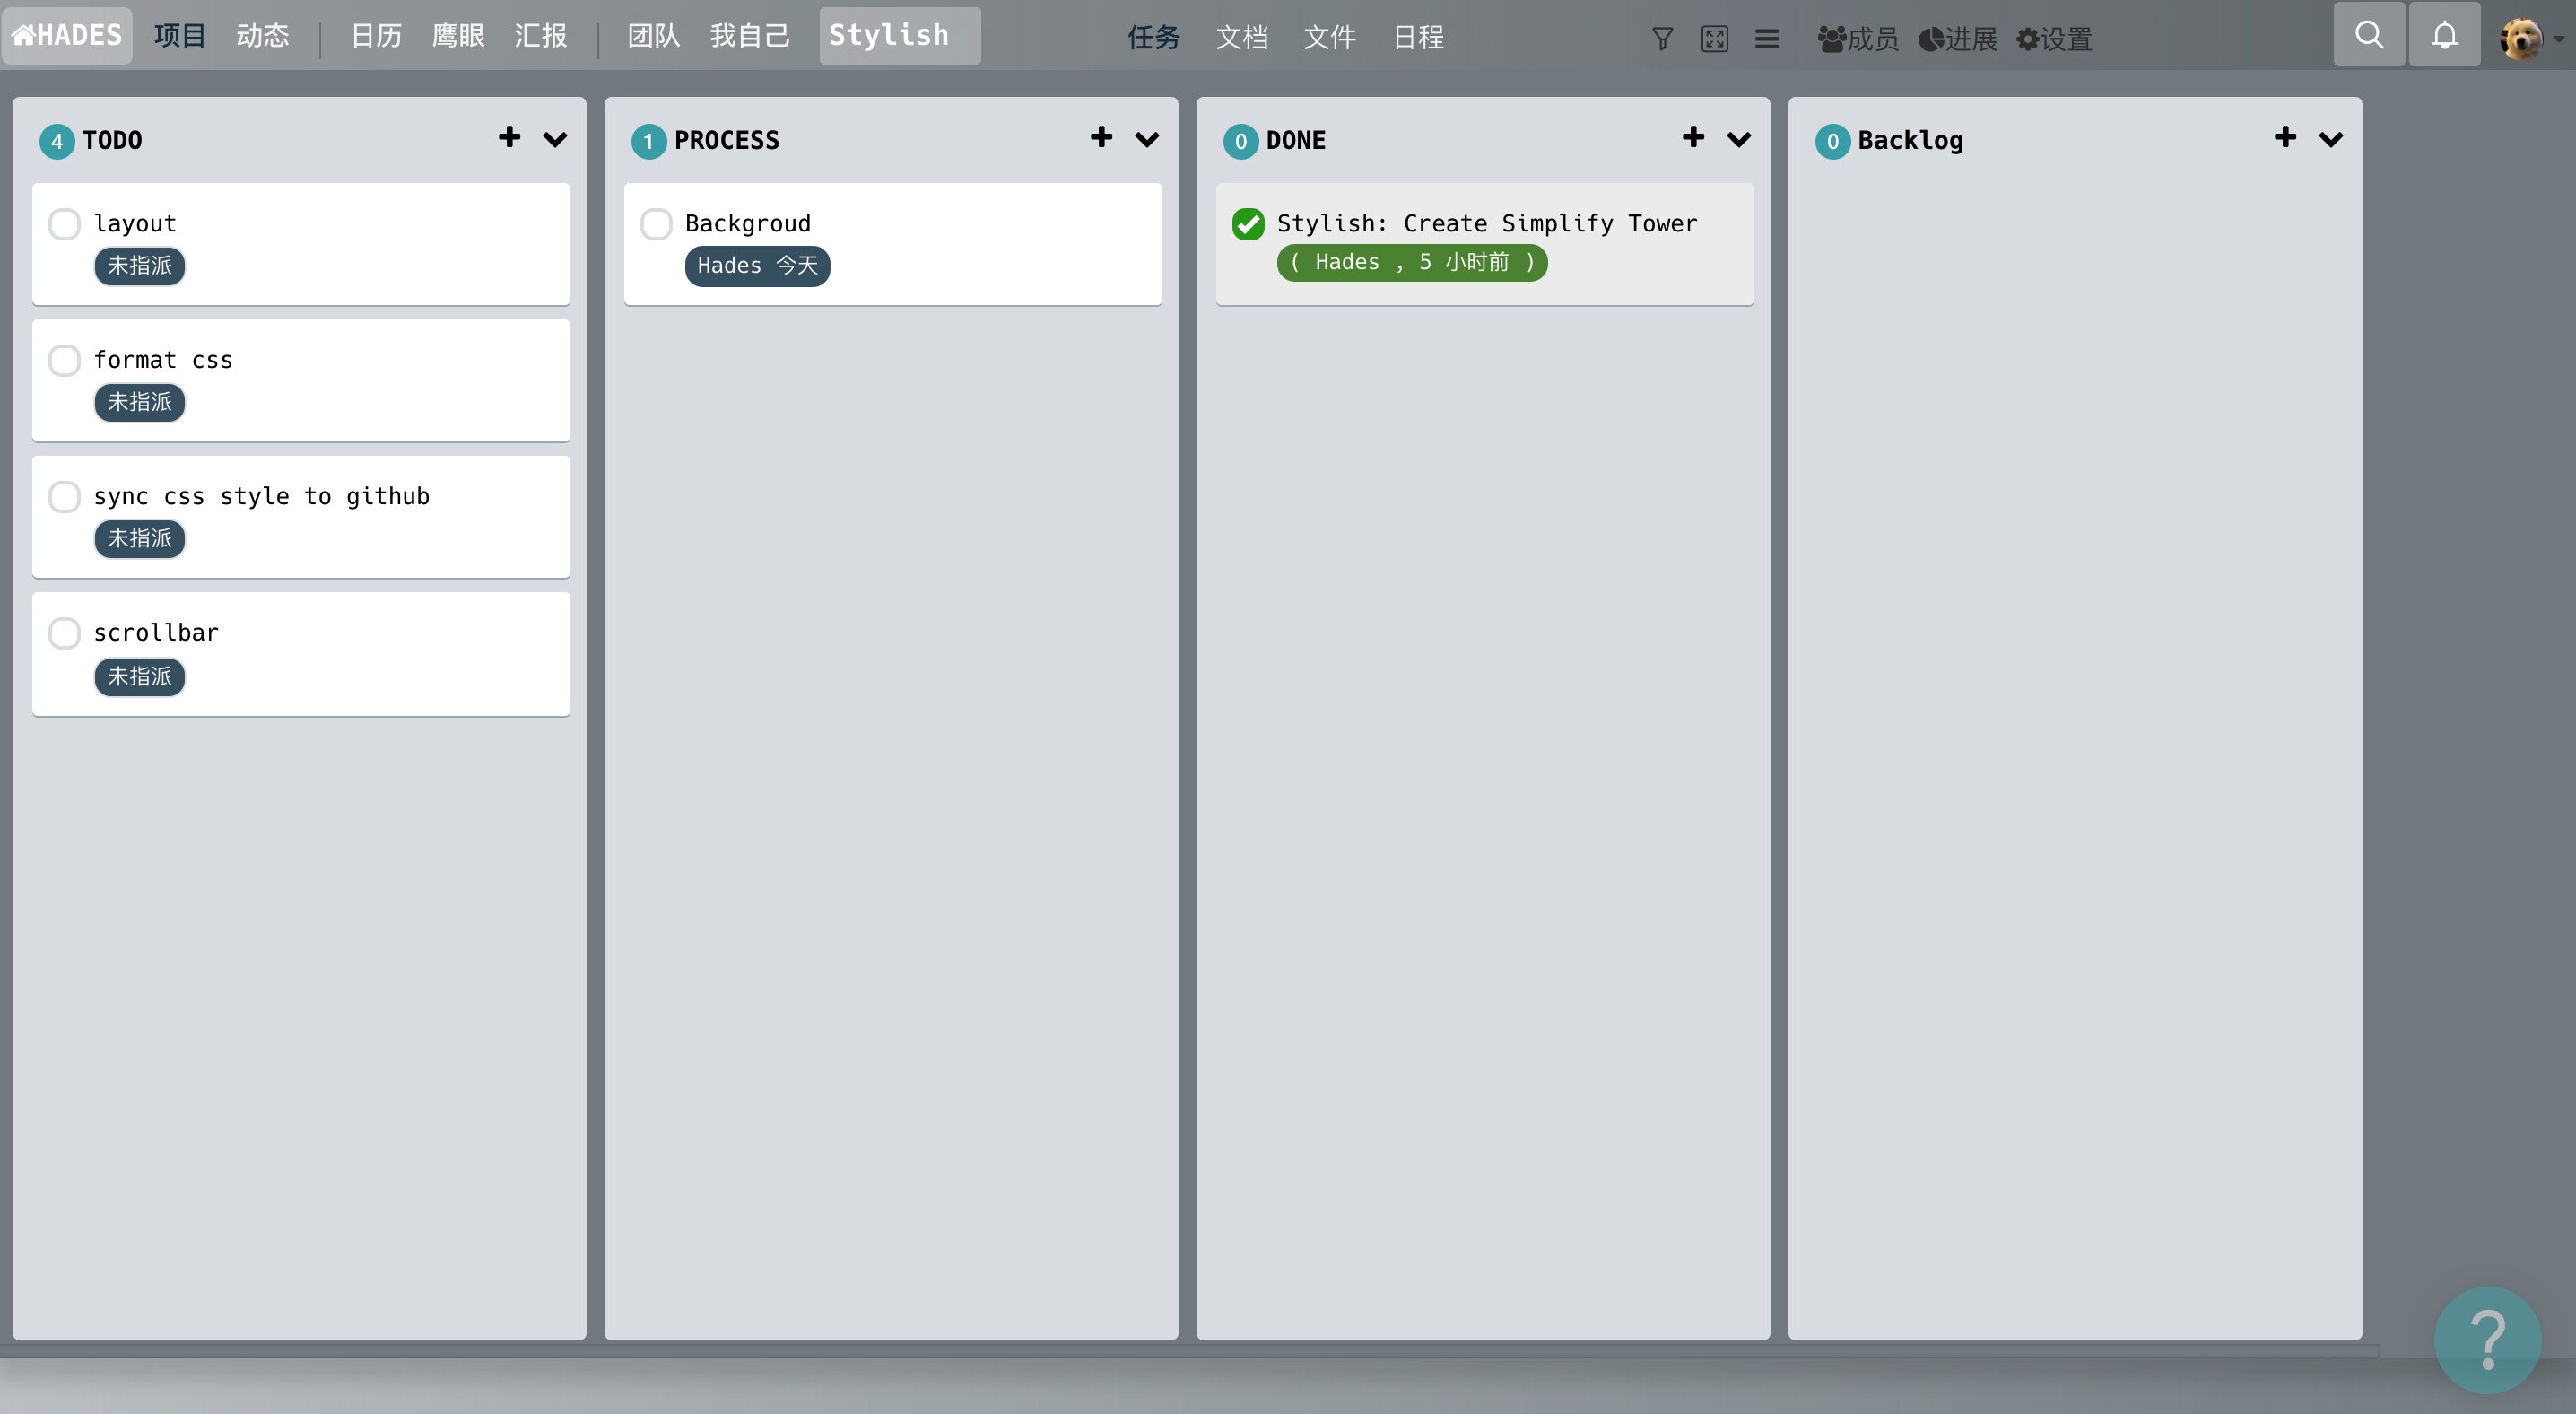 HADES 项目 动态 | 日历 鹰眼 汇报 | 团队 我自己 Stylish 任务 文档 文件 日程 成员 进展 设置
4 TODO
layout
未指派
format css
未指派
sync css style to github
未指派
scrollbar
未指派
1 PROCESS
Backgroud
Hades 今天
0 DONE
Stylish: Create Simplify Tower
( Hades , 5 小时前 )
0 Backlog
?